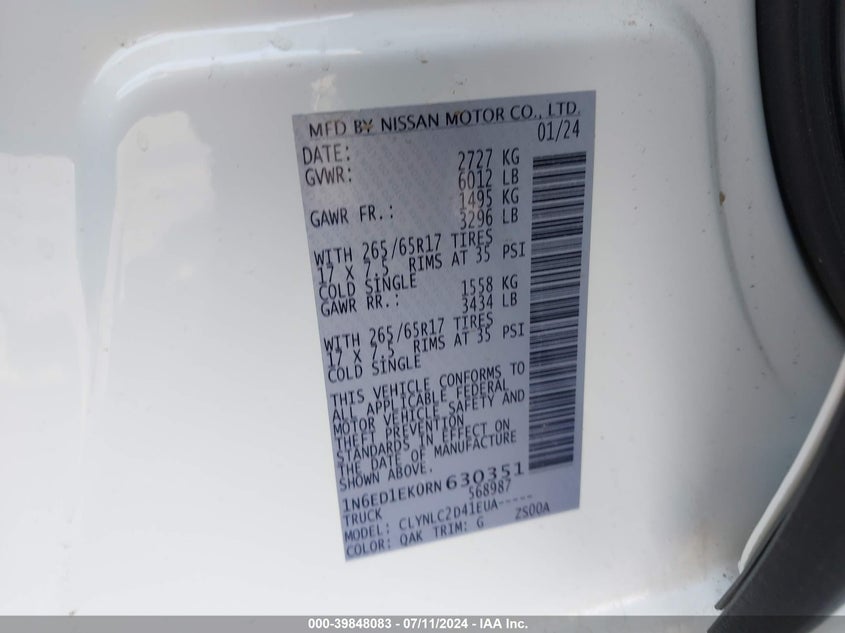 MFD BY NISSAN MOTOR CO., LTD.
DATE: 01/24
GVWR: 2727 KG
6012 LB
GAWR FR.: 1495 KG
3296 LB
WITH 265/65R17 TIRES
17 X 7.5 RIMS AT 35 PSI
COLD SINGLE
GAWR RR.: 1558 KG
3434 LB
WITH 265/65R17 TIRES
17 X 7.5 RIMS AT 35 PSI
COLD SINGLE
THIS VEHICLE CONFORMS TO
ALL APPLICABLE FEDERAL
MOTOR VEHICLE SAFETY AND
THEFT PREVENTION
STANDARDS IN EFFECT ON
THE DATE OF MANUFACTURE
SHOWN ABOVE.
1N6ED1EK0RN630351
TRUCK 568987
MODEL: CLYNLC2D41EUA-----
COLOR: QAK TRIM: G ZS00A
000-39848083 - 07/11/2024 - IAA Inc.